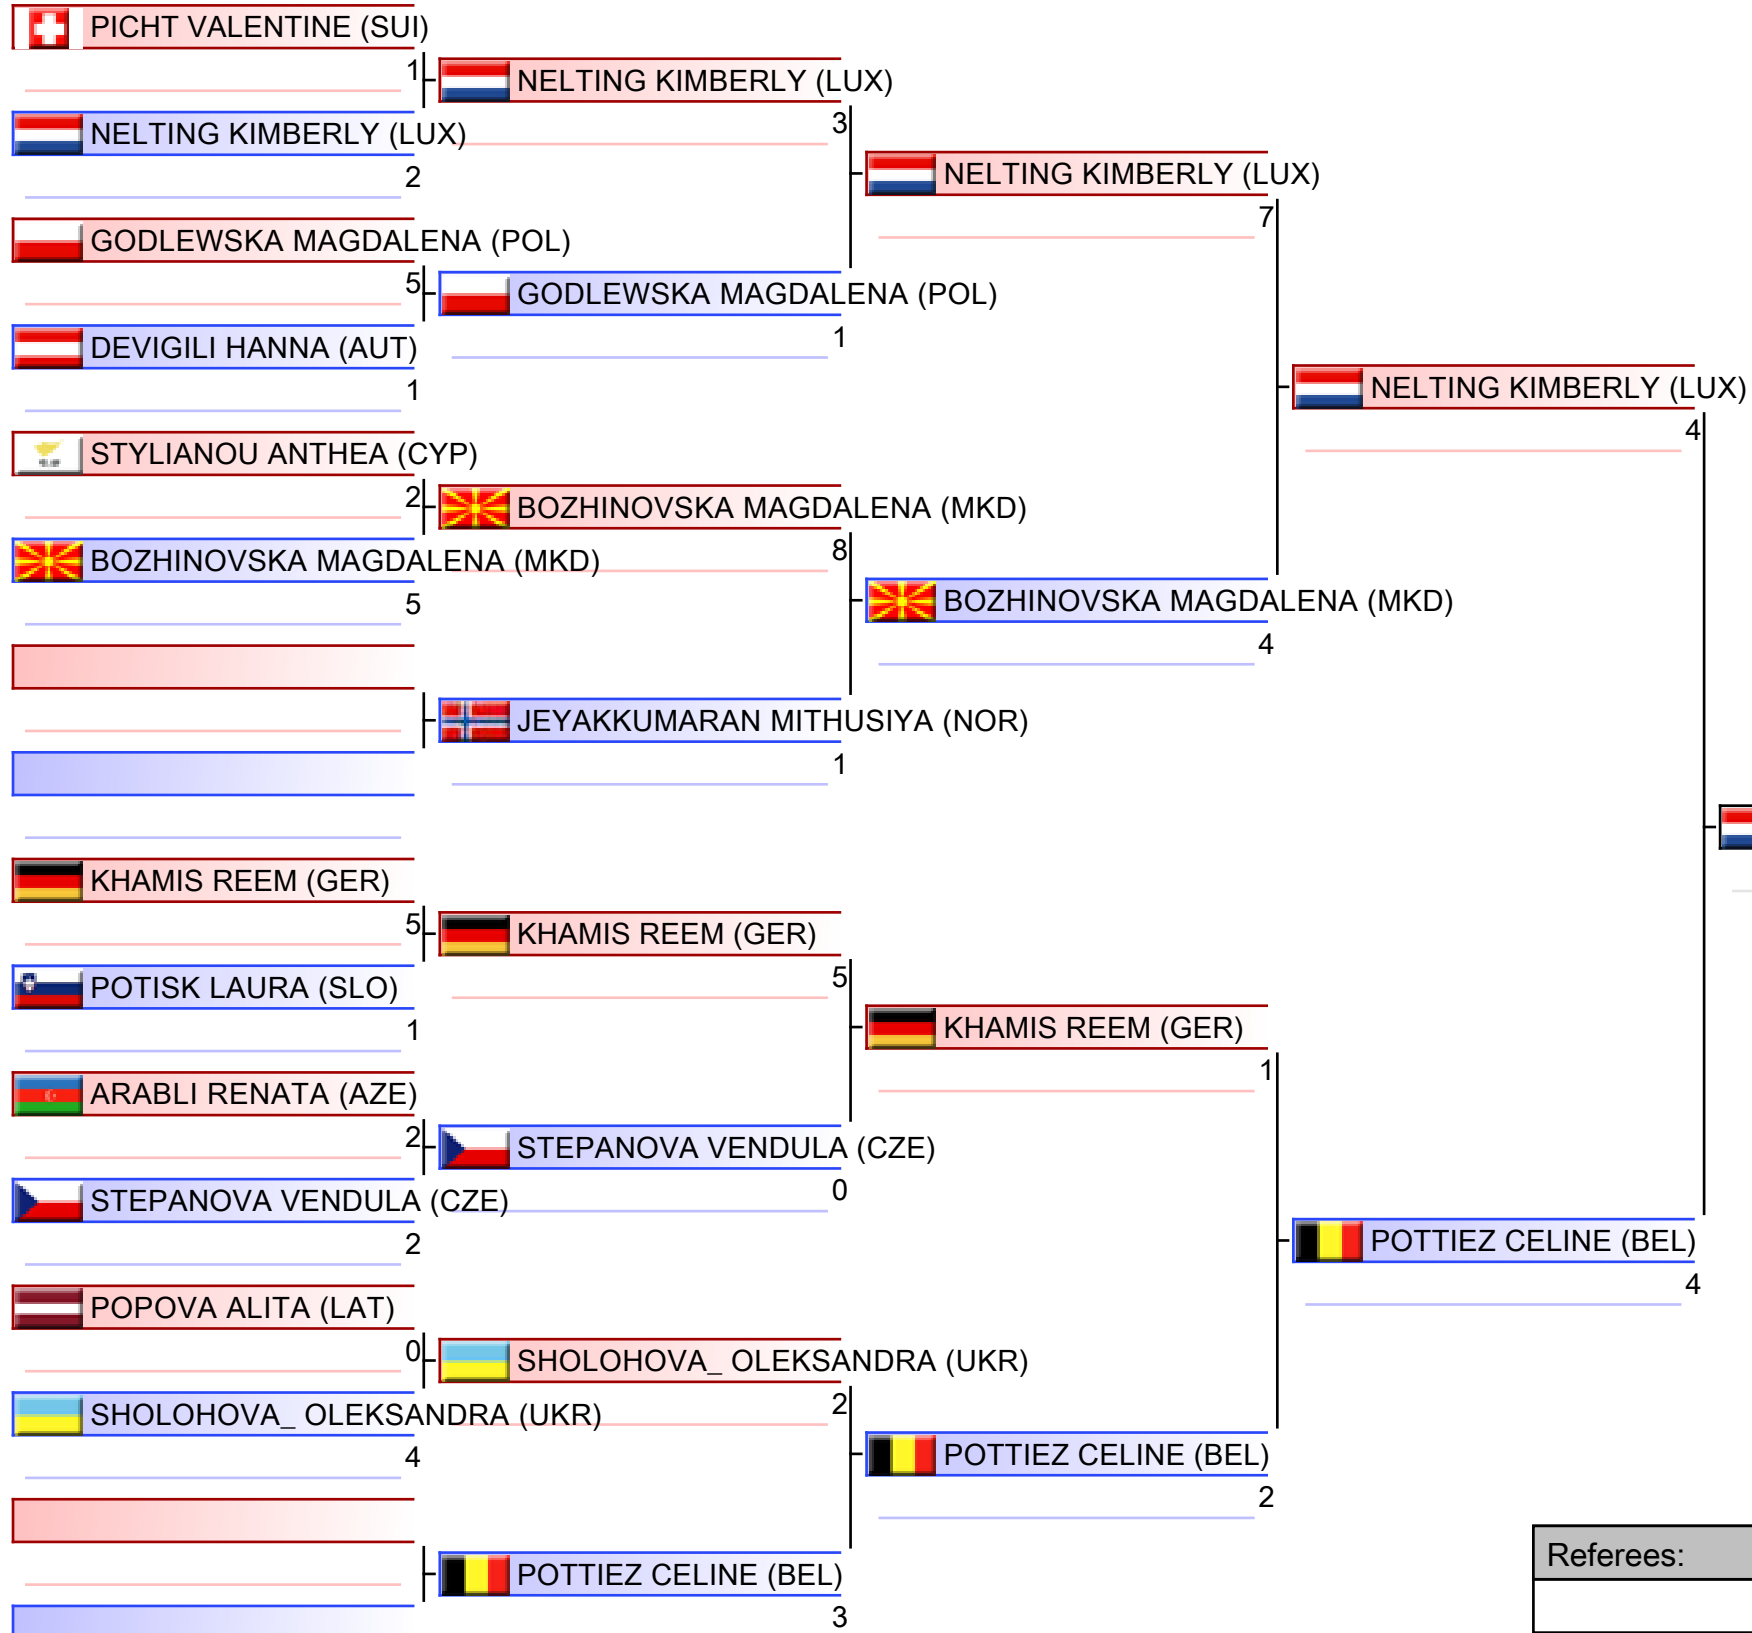 PICHT VALENTINE (SUI)
1
NELTING KIMBERLY (LUX)
2
GODLEWSKA MAGDALENA (POL)
5
DEVIGILI HANNA (AUT)
1
STYLIANOU ANTHEA (CYP)
2
BOZHINOVSKA MAGDALENA (MKD)
5
KHAMIS REEM (GER)
5
POTISK LAURA (SLO)
1
ARABLI RENATA (AZE)
2
STEPANOVA VENDULA (CZE)
2
POPOVA ALITA (LAT)
0
SHOLOHOVA_ OLEKSANDRA (UKR)
4
NELTING KIMBERLY (LUX)
3
GODLEWSKA MAGDALENA (POL)
1
BOZHINOVSKA MAGDALENA (MKD)
8
JEYAKKUMARAN MITHUSIYA (NOR)
1
KHAMIS REEM (GER)
5
STEPANOVA VENDULA (CZE)
0
SHOLOHOVA_ OLEKSANDRA (UKR)
2
POTTIEZ CELINE (BEL)
3
NELTING KIMBERLY (LUX)
7
BOZHINOVSKA MAGDALENA (MKD)
4
KHAMIS REEM (GER)
1
POTTIEZ CELINE (BEL)
2
NELTING KIMBERLY (LUX)
4
POTTIEZ CELINE (BEL)
4
Referees: